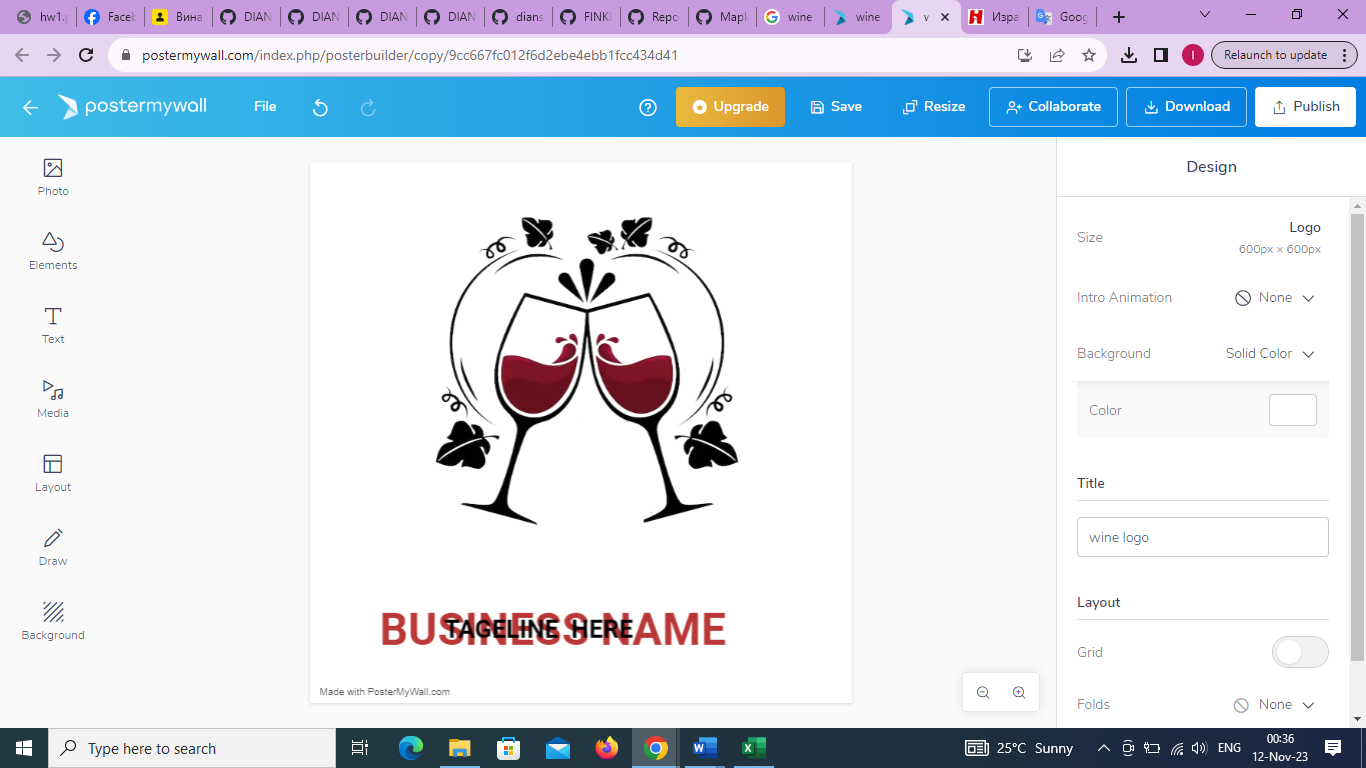 hw1.p
Faceb
Вина
DIAN
DIAN
DIAN
DIAN
dians
FINKI
Repo
Mapl
wine
wine
Изра
Goog
postermywall.com/index.php/posterbuilder/copy/9cc667fc012f6d2ebe4ebb1fcc434d41
I
Relaunch to update
postermywall
File
Upgrade
Save
Resize
Collaborate
Download
Publish
Photo
Elements
Text
Media
Layout
Draw
Background
BUSINESS NAME
TAGELINE HERE
Made with PosterMyWall.com
Design
Size
Logo
600px × 600px
Intro Animation
None
Background
Solid Color
Color
Title
wine logo
Layout
Grid
Folds
None
Type here to search
25°C Sunny
ENG
00:36
12-Nov-23